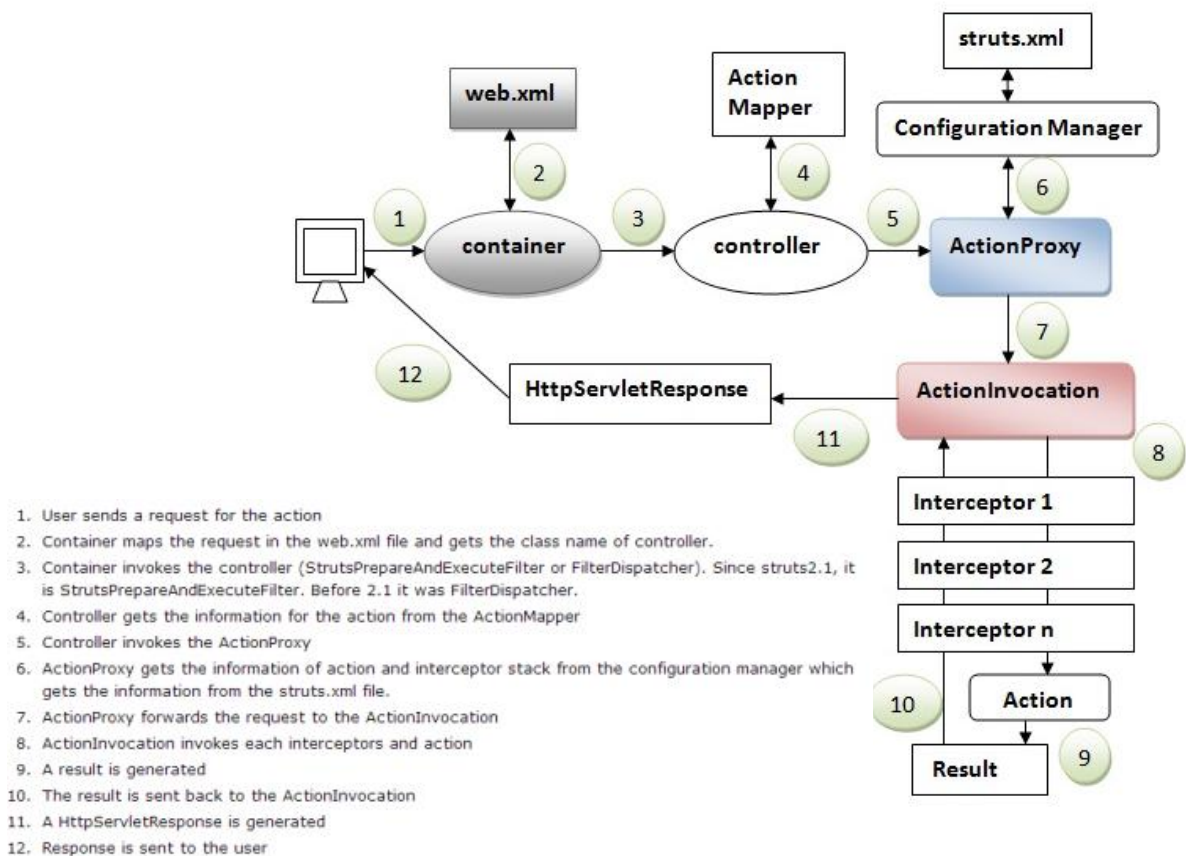 struts.xml
web.xml
Action
Mapper
Configuration Manager
2
4
6
1
3
5
container
controller
ActionProxy
7
12
HttpServletResponse
ActionInvocation
11
8
Interceptor 1
Interceptor 2
Interceptor n
10
Action
9
Result
1. User sends a request for the action
2. Container maps the request in the web.xml file and gets the class name of controller.
3. Container invokes the controller (StrutsPrepareAndExecuteFilter or FilterDispatcher). Since struts2.1, it
is StrutsPrepareAndExecuteFilter. Before 2.1 it was FilterDispatcher.
4. Controller gets the information for the action from the ActionMapper
5. Controller invokes the ActionProxy
6. ActionProxy gets the information of action and interceptor stack from the configuration manager which
gets the information from the struts.xml file.
7. ActionProxy forwards the request to the ActionInvocation
8. ActionInvocation invokes each interceptors and action
9. A result is generated
10. The result is sent back to the ActionInvocation
11. A HttpServletResponse is generated
12. Response is sent to the user